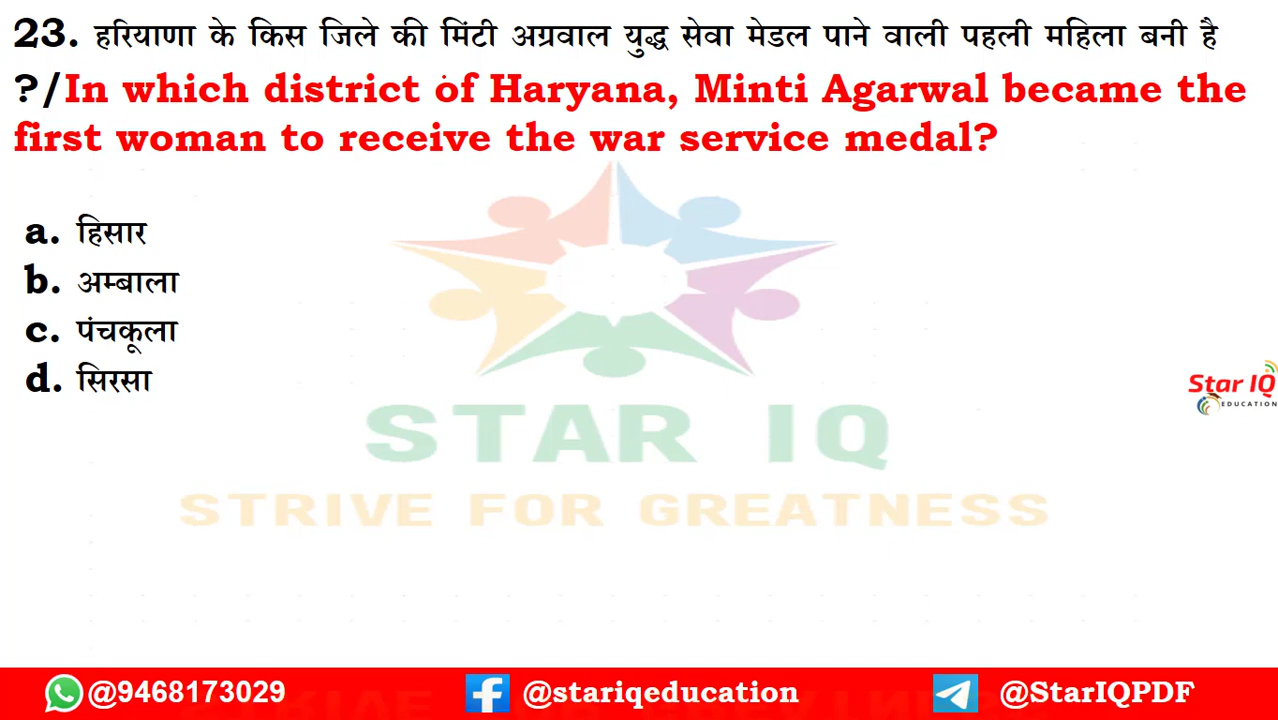 23. हरियाणा के किस जिले की मिंटी अग्रवाल युद्ध सेवा मेडल पाने वाली पहली महिला बनी है
?/In which district of Haryana, Minti Agarwal became the
first woman to receive the war service medal?
a. हिसार
b. अम्बाला
c. पंचकूला
d. सिरसा
Star IQ
EDUCATION
STAR IQ
STRIVE FOR GREATNESS
@9468173029 @stariqeducation @StarIQPDF